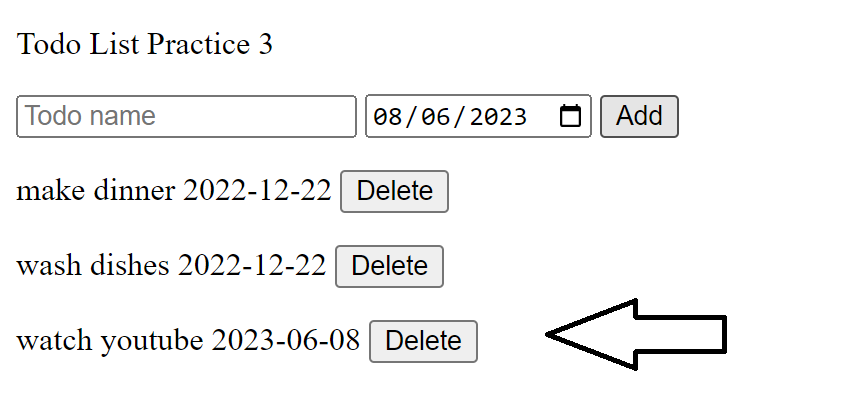 Todo List Practice 3
Todo name 08/06/2023 Add
make dinner 2022-12-22 Delete
wash dishes 2022-12-22 Delete
watch youtube 2023-06-08 Delete